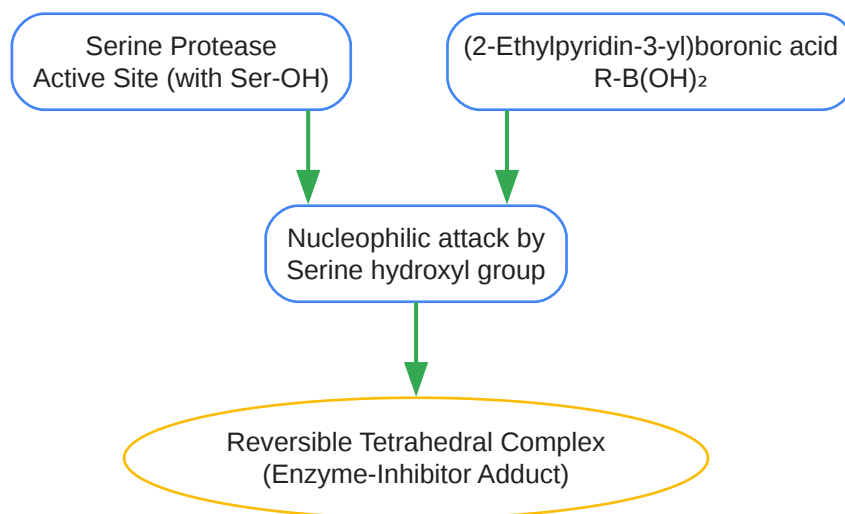 Serine Protease
Active Site (with Ser-OH)
(2-Ethylpyridin-3-yl)boronic acid
R-B(OH)₂
Nucleophilic attack by
Serine hydroxyl group
Reversible Tetrahedral Complex
(Enzyme-Inhibitor Adduct)